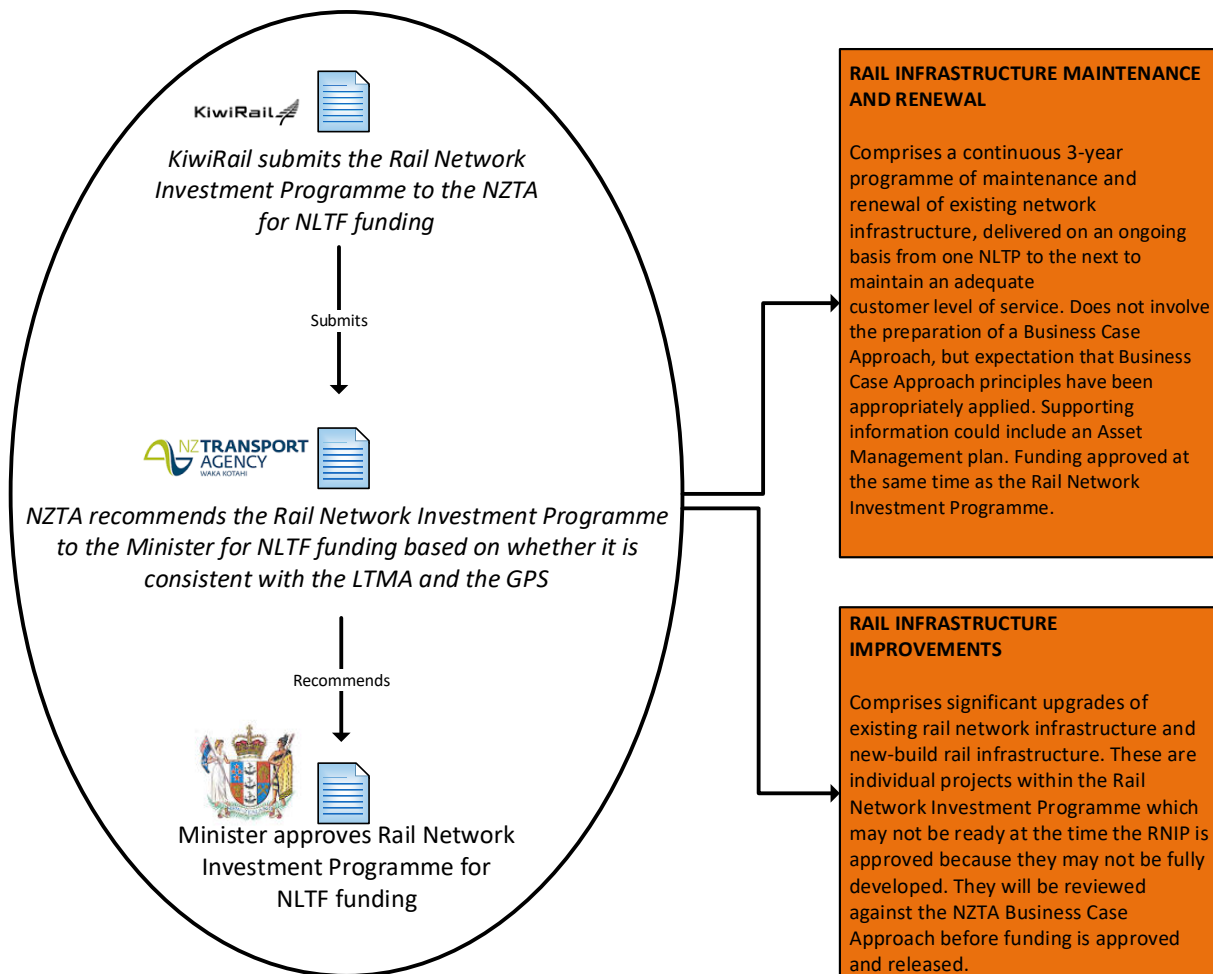 KiwiRail
KiwiRail submits the Rail Network
Investment Programme to the NZTA
for NLTF funding
Submits
NZ TRANSPORT
AGENCY
WAKA KOTAHI
NZTA recommends the Rail Network Investment Programme
to the Minister for NLTF funding based on whether it is
consistent with the LTMA and the GPS
Recommends
Minister approves Rail Network
Investment Programme for
NLTF funding
RAIL INFRASTRUCTURE MAINTENANCE
AND RENEWAL
Comprises a continuous 3-year
programme of maintenance and
renewal of existing network
infrastructure, delivered on an ongoing
basis from one NLTP to the next to
maintain an adequate
customer level of service. Does not involve
the preparation of a Business Case
Approach, but expectation that Business
Case Approach principles have been
appropriately applied. Supporting
information could include an Asset
Management plan. Funding approved at
the same time as the Rail Network
Investment Programme.
RAIL INFRASTRUCTURE
IMPROVEMENTS
Comprises significant upgrades of
existing rail network infrastructure and
new-build rail infrastructure. These are
individual projects within the Rail
Network Investment Programme which
may not be ready at the time the RNIP is
approved because they may not be fully
developed. They will be reviewed
against the NZTA Business Case
Approach before funding is approved
and released.